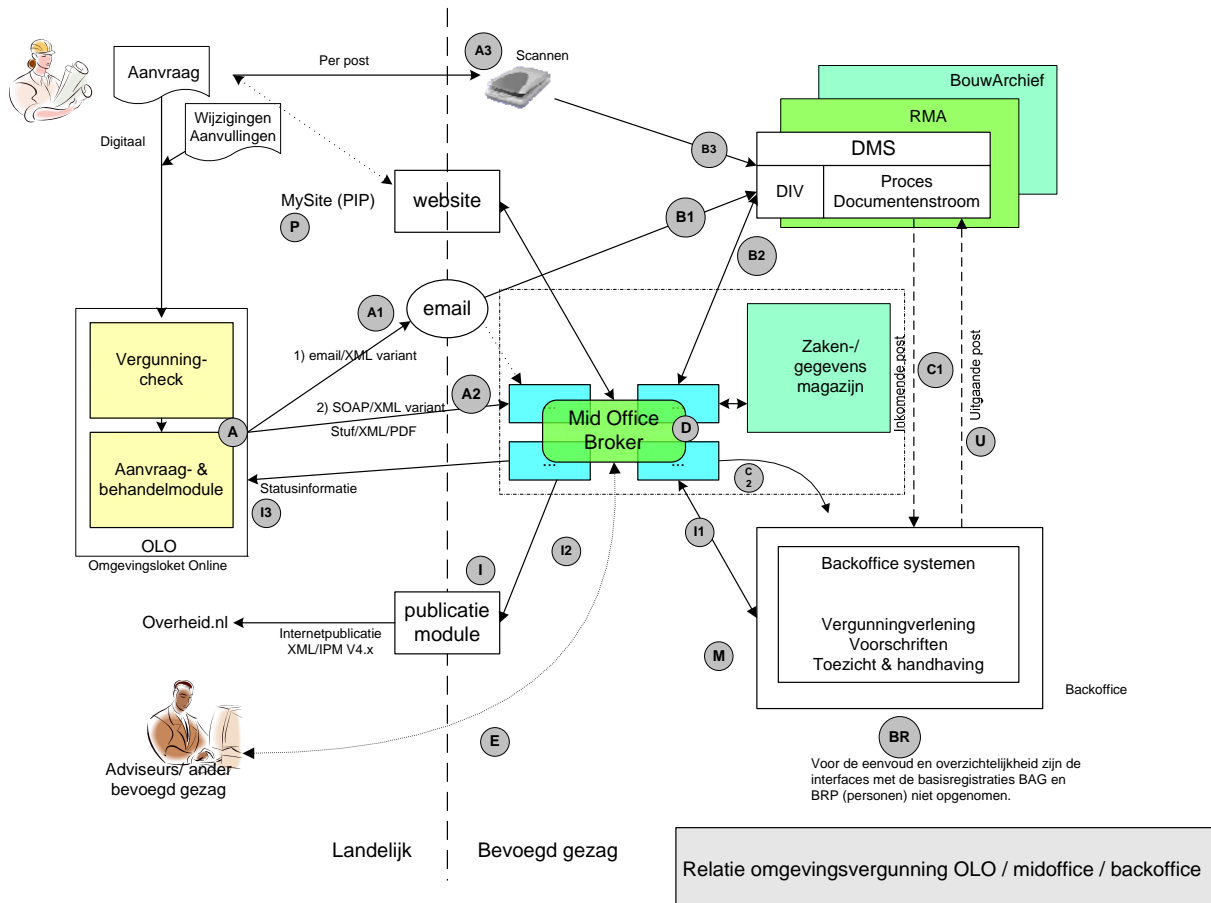 Aanvraag
Per post
A3
Scannen
Wijzigingen
Aanvullingen
Digitaal
BouwArchief
RMA
DMS
DIV
Proces
Documentenstroom
B3
MySite (PIP)
P
website
B1
B2
A1
email
Vergunning-
check
1) email/XML variant
A2
2) SOAP/XML variant
Stuf/XML/PDF
A
Aanvraag- &
behandelmodule
OLO
Omgevingsloket Online
Statusinformatie
I3
...
...
Mid Office
Broker
D
...
...
Zaken-/
gegevens
magazijn
Inkomende post
C1
Uitgaande post
U
C
2
I1
I2
I
publicatie
module
Overheid.nl
Internetpublicatie
XML/IPM V4.x
Backoffice systemen
Vergunningverlening
Voorschriften
Toezicht & handhaving
M
Backoffice
E
BR
Adviseurs/ ander
bevoegd gezag
Voor de eenvoud en overzichtelijkheid zijn de
interfaces met de basisregistraties BAG en
BRP (personen) niet opgenomen.
Landelijk
Bevoegd gezag
Relatie omgevingsvergunning OLO / midoffice / backoffice